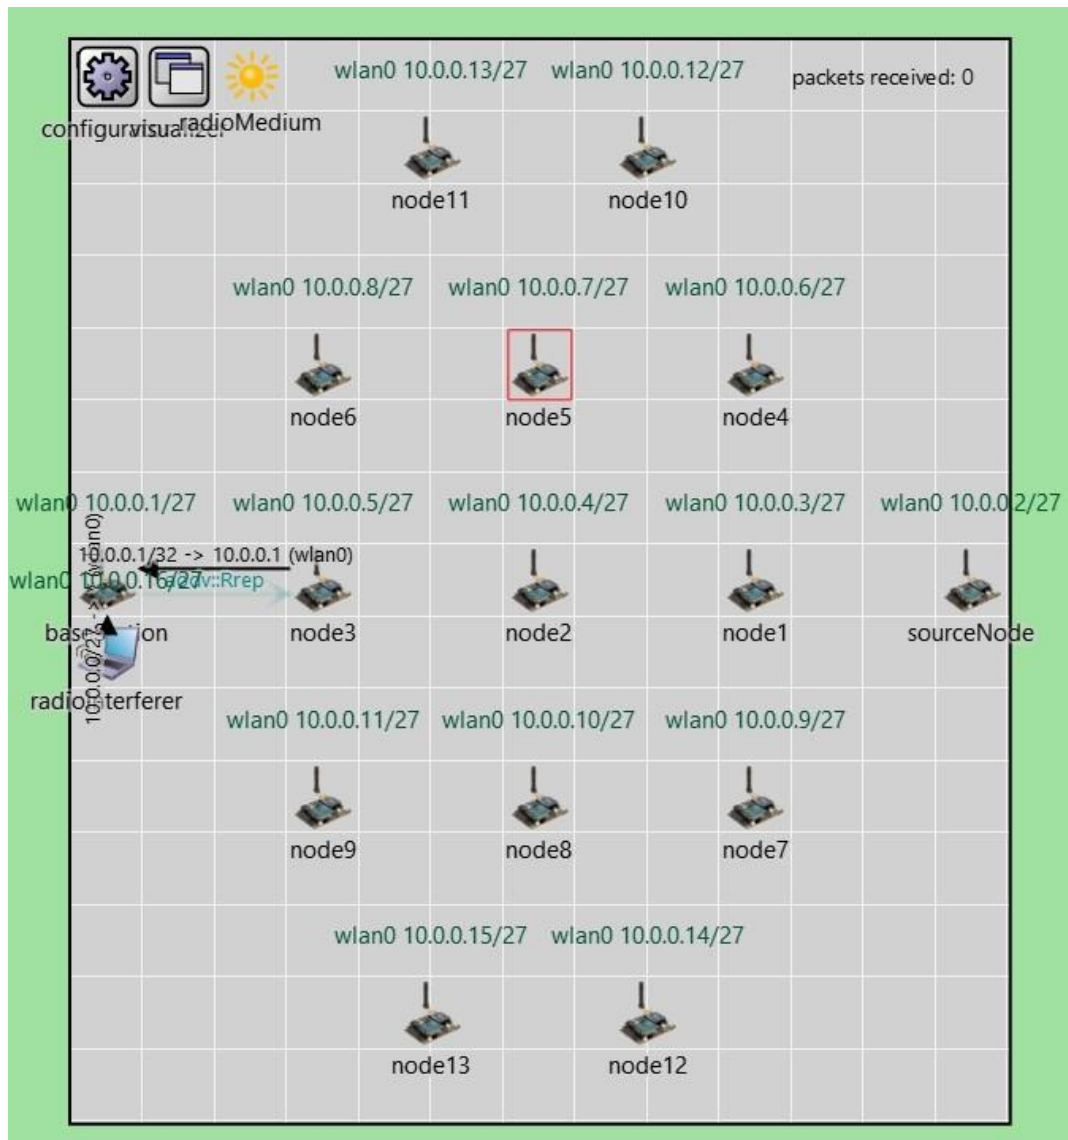 wlan0 10.0.0.13/27 wlan0 10.0.0.12/27
packets received: 0
radioMedium
node11 node10
wlan0 10.0.0.8/27 wlan0 10.0.0.7/27 wlan0 10.0.0.6/27
node6 node5 node4
wlan0 10.0.0.1/27 wlan0 10.0.0.5/27 wlan0 10.0.0.4/27 wlan0 10.0.0.3/27 wlan0 10.0.0.2/27
10.0.0.1/32 -> 10.0.0.1 (wlan0)
wlan0 10.0.0.16/27
aodv::Rrep
node3 node2 node1 sourceNode
wlan0 10.0.0.11/27 wlan0 10.0.0.10/27 wlan0 10.0.0.9/27
node9 node8 node7
wlan0 10.0.0.15/27 wlan0 10.0.0.14/27
node13 node12